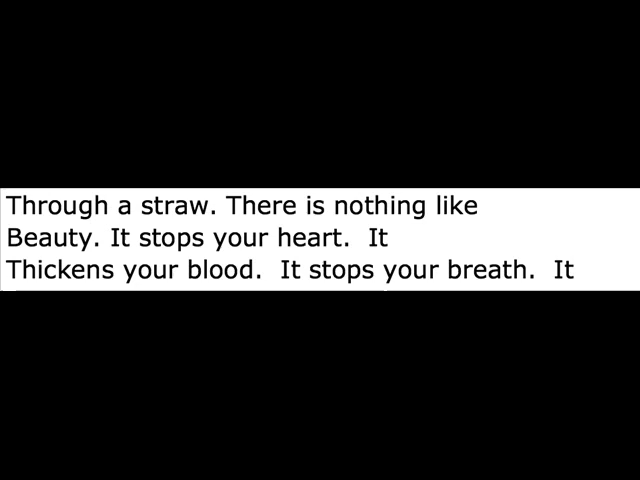 Through a straw. There is nothing like
Beauty. It stops your heart.  It
Thickens your blood.  It stops your breath.  It